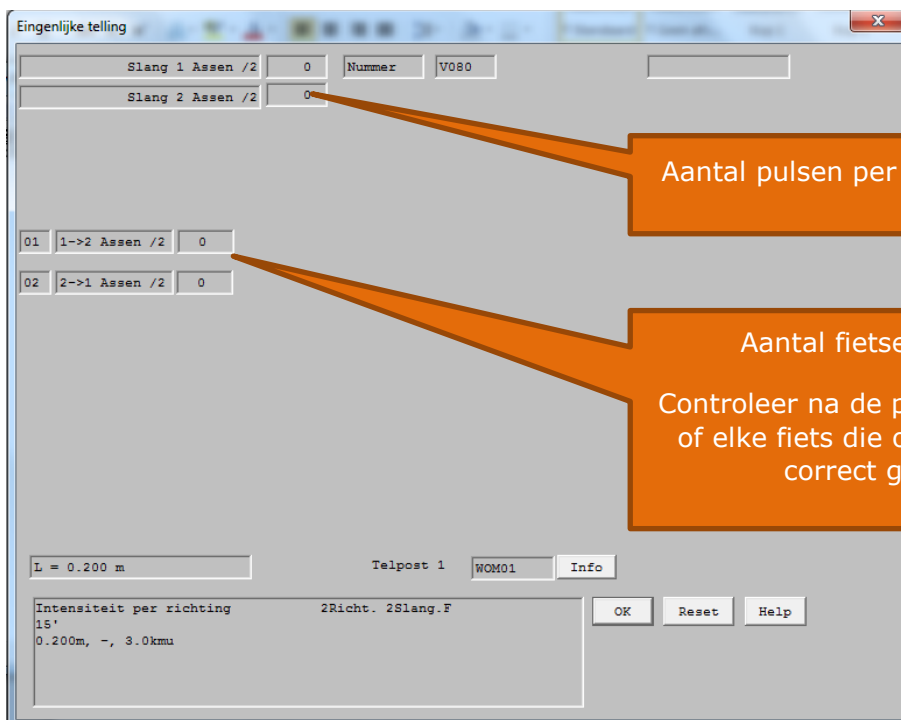 Eingenlijke telling
Slang 1 Assen /2 0 Nummer V080
Slang 2 Assen /2 0
Aantal pulsen per
01 1->2 Assen /2 0
02 2->1 Assen /2 0
Aantal fietse
Controleer na de p
of elke fiets die
correct g
L = 0.200 m
Telpost 1 WOM01 Info
Intensiteit per richting 2Richt. 2Slang.F
15'
0.200m, -, 3.0kmu
OK Reset Help